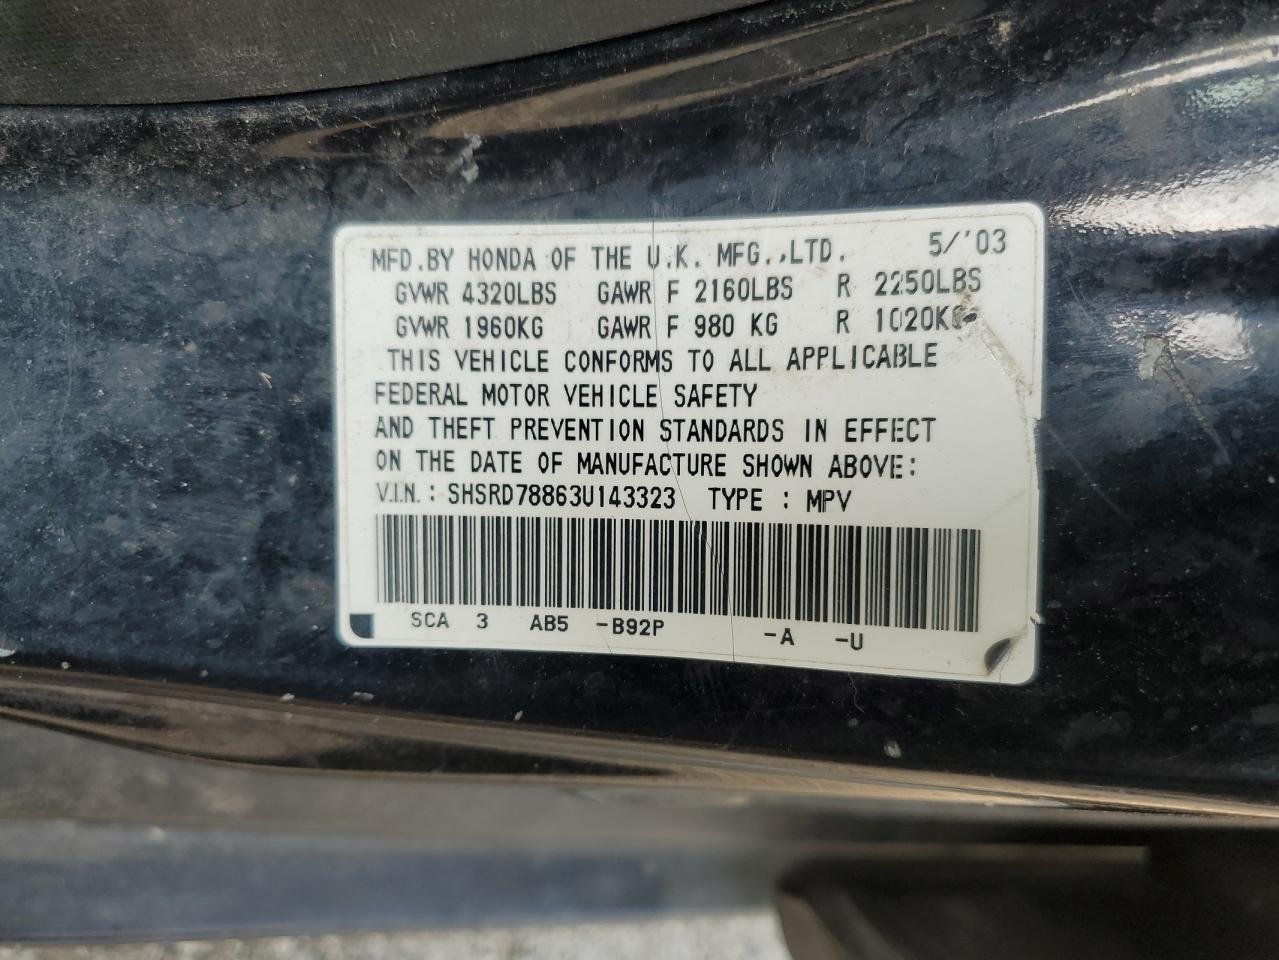 MFD.BY HONDA OF THE U.K. MFG.,LTD. 5/'03
GVWR 4320LBS GAWR F 2160LBS R 2250LBS
GVWR 1960KG GAWR F 980 KG R 1020KG
THIS VEHICLE CONFORMS TO ALL APPLICABLE
FEDERAL MOTOR VEHICLE SAFETY
AND THEFT PREVENTION STANDARDS IN EFFECT
ON THE DATE OF MANUFACTURE SHOWN ABOVE:
V.I.N.: SHSRD78863U143323 TYPE : MPV
SCA 3 AB5 -B92P -A -U